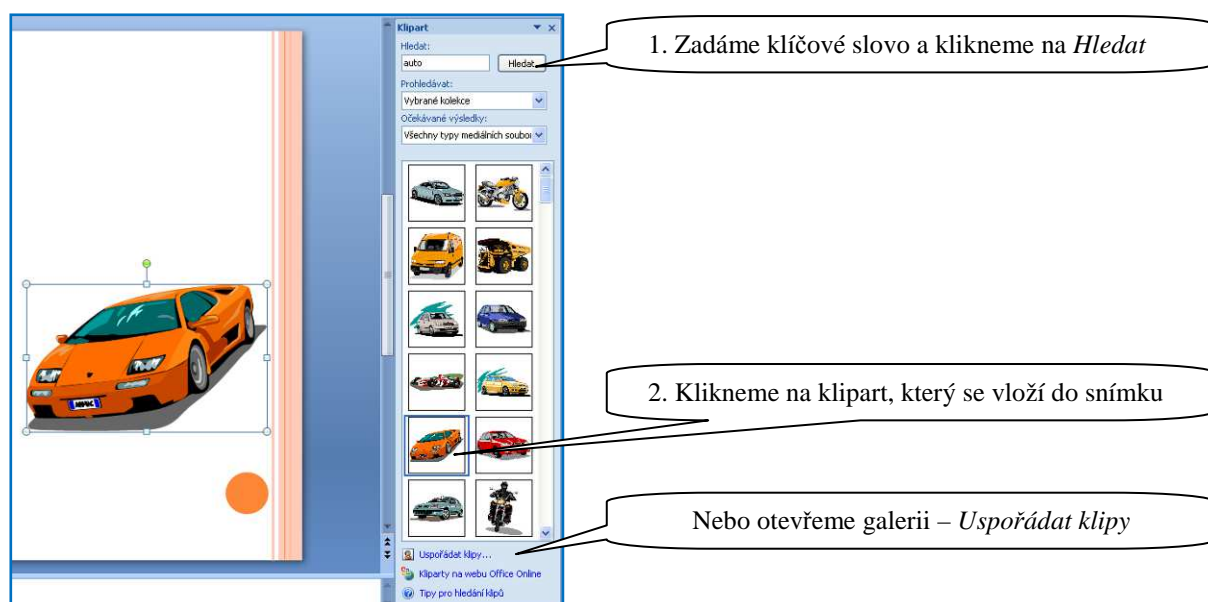 Klipart
Hledat:
auto
Hledat
Prohledávat:
Vybrané kolekce
Očekávané výsledky:
Všechny typy mediálních soubor
Uspořádat klipy...
Kliparty na webu Office Online
Tipy pro hledání klipů
1. Zadáme klíčové slovo a klikneme na Hledat
2. Klikneme na klipart, který se vloží do snímku
Nebo otevřeme galerii – Uspořádat klipy